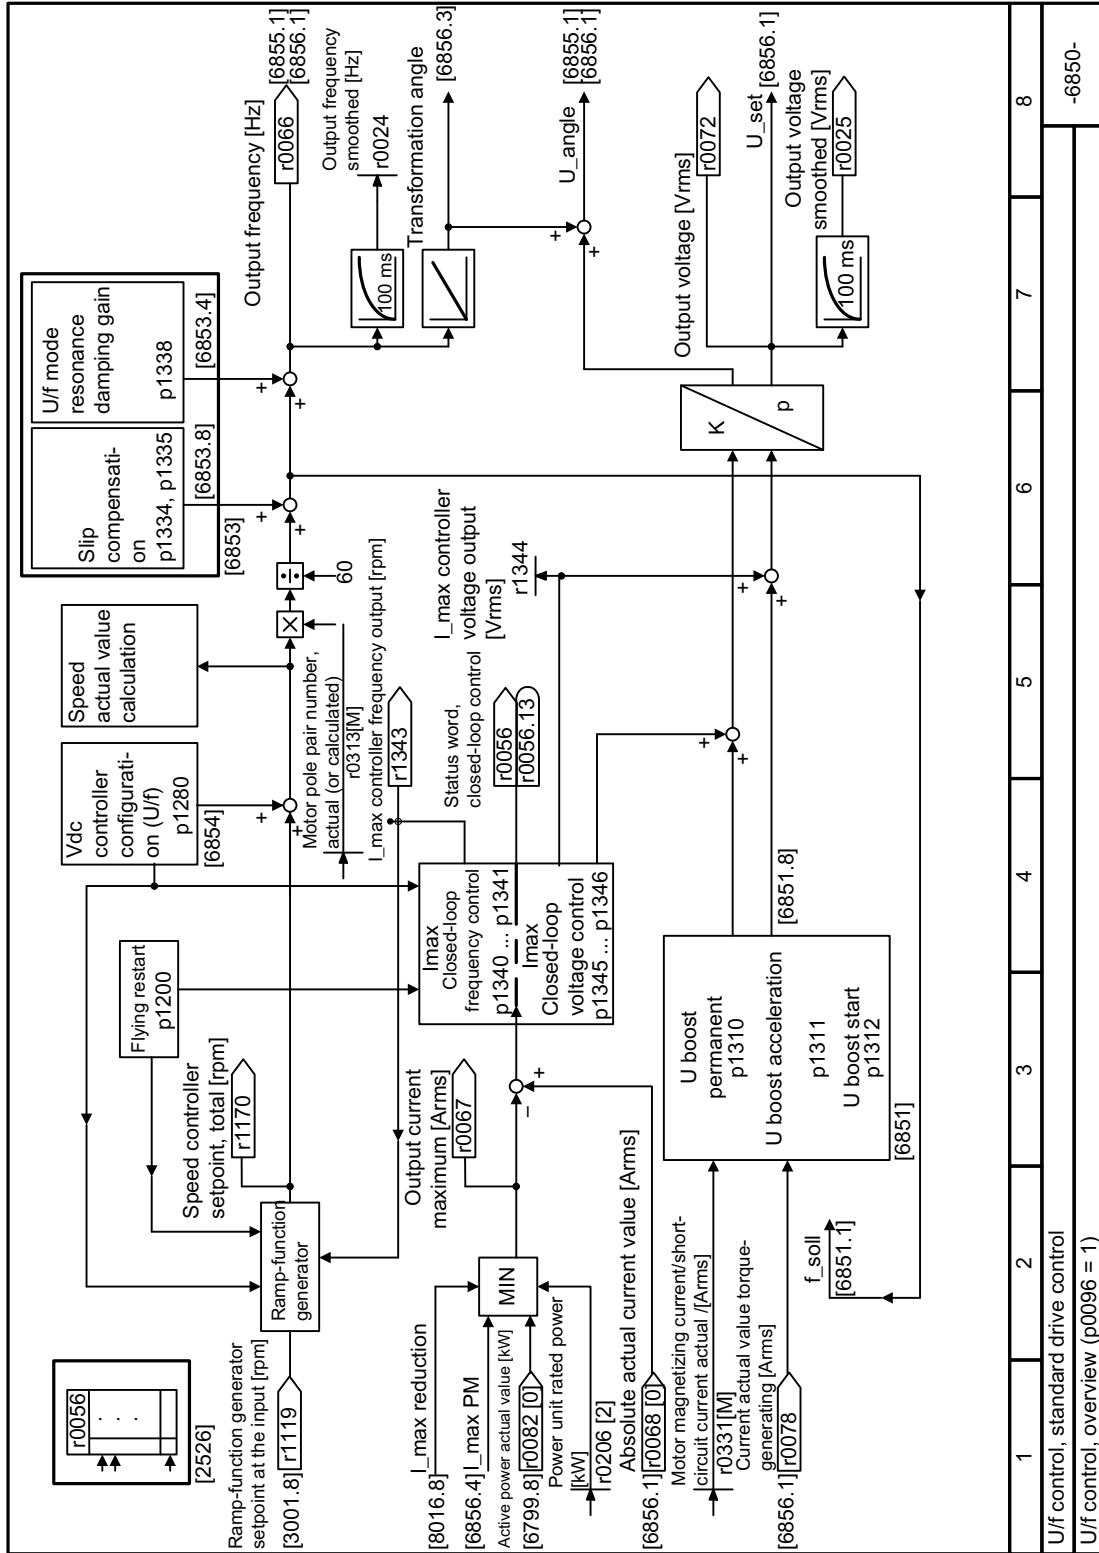 r0056
. . .
[2526]
Ramp-function generator
setpoint at the input [rpm]
[3001.8] r1119
Ramp-function
generator
Speed controller
setpoint, total [rpm]
r1170
Flying restart
p1200
Vdc
controller
configurati-
on (U/f)
p1280
[6854]
Speed
actual value
calculation
Motor pole pair number,
actual (or calculated)
r0313[M]
60
Slip
compensati-
on
p1334, p1335
[6853.8]
[6853]
U/f mode
resonance
damping gain
p1338
[6853.4]
Output frequency [Hz]
r0066
[6855.1]
[6856.1]
Output frequency
smoothed [Hz]
r0024
100 ms
Transformation angle
[6856.3]
U_angle
[6855.1]
[6856.1]
I_max controller frequency output [rpm]
r1343
[8016.8] I_max reduction
[6856.4] I_max PM
Active power actual value [kW]
[6799.8] r0082 [0]
Power unit rated power
[kW]
r0206 [2]
MIN
Output current
maximum [Arms]
r0067
Absolute actual current value [Arms]
[6856.1] r0068 [0]
Imax
Closed-loop
frequency control
p1340 ... p1341
Imax
Closed-loop
voltage control
p1345 ... p1346
Status word,
closed-loop control
r0056
r0056.13
I_max controller
voltage output
[Vrms]
r1344
Motor magnetizing current/short-
circuit current actual /[Arms]
r0331[M]
Current actual value torque-
generating [Arms]
[6856.1] r0078
U boost
permanent
p1310
U boost acceleration
p1311
U boost start
p1312
[6851]
[6851.8]
K
p
Output voltage [Vrms]
r0072
U_set [6856.1]
Output voltage
smoothed [Vrms]
r0025
100 ms
f_soll
[6851.1]
+
+
+
+
+
+
+
+
+
–
+
+
+
+
1 2 3 4 5 6 7 8
U/f control, standard drive control
U/f control, overview (p0096 = 1)
-6850-